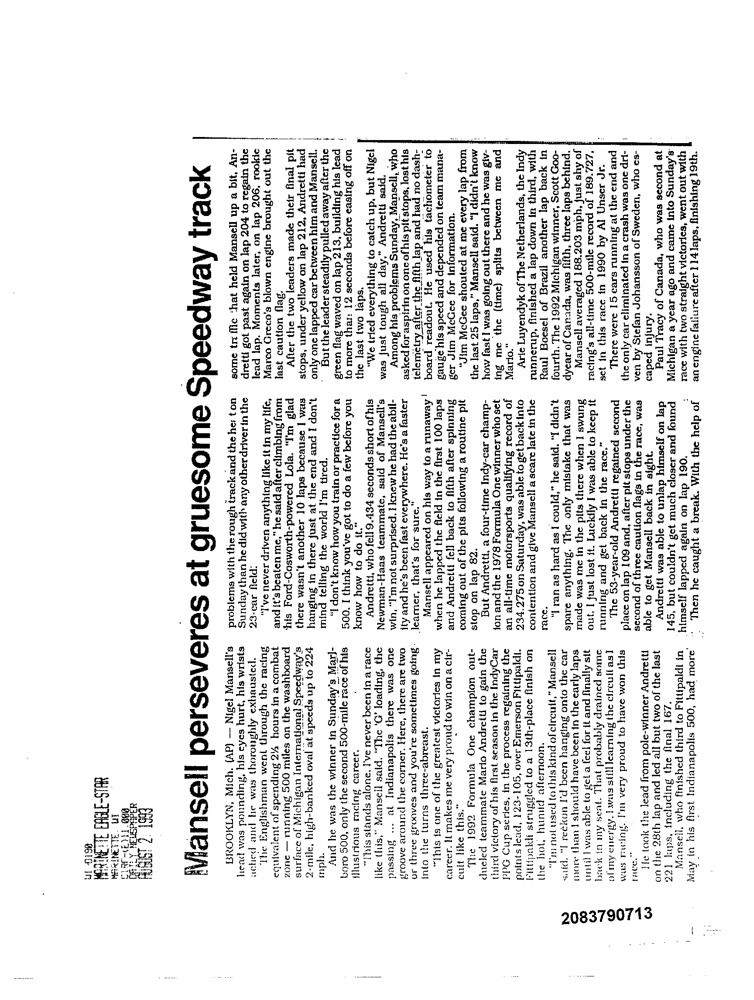 WI-0190
MARINETTE EAGLE-STAR
MARINETTE, WI
DAILY NEWSPAPER
AUGUST 2 1993
Mansell perseveres at gruesome Speedway track
BROOKLYN, Mich. (AP) — Nigel Mansell's
head was pounding, his eyes hurt, his wrists
ached and he was thoroughly exhausted.
The Englishman went through the racing
equivalent of spending 2½ hours in a combat
zone — running 500 miles on the washboard
surface of Michigan International Speedway's
2-mile, high-banked oval at speeds up to 224
mph.
And he was the winner in Sunday's Marl-
boro 500, only the second 500-mile race of his
illustrious racing career.
"This stands alone. I've never been in a race
like this," Mansell said. "The 'G' loading, the
passing ... at Indianapolis there was one
groove around the corner. Here, there are two
or three grooves and you're sometimes going
into the turns three-abreast.
"This is one of the greatest victories in my
career. It makes me very proud to win on a cir-
cuit like this."
The 1992 Formula One champion out-
dueled teammate Mario Andretti to gain the
third victory of his first season in the IndyCar
PPG Cup series, in the process regaining the
points lead, 123-105, over Emerson Fittipaldi.
Fittipaldi struggled to a 13th-place finish on
the hot, humid afternoon.
"I'm not used to this kind of circuit," Mansell
said. "I reckon I'd been hanging onto the car
more than I should have been in the early laps
until I was able to get a feel for it and finally sit
back in my seat. That probably drained some
of my energy. I was still learning the circuit as I
was racing. I'm very proud to have won this
race."
He took the lead from pole-winner Andretti
on the 28th lap and led all but two of the last
221 laps, including the final 167.
Mansell, who finished third to Fittipaldi in
May in his first Indianapolis 500, had more
problems with the rough track and the heat on
Sunday than he did with any other driver in the
23-car field.
"I've never driven anything like it in my life,
and it's beaten me," he said after climbing from
his Ford-Cosworth-powered Lola. "I'm glad
there wasn't another 10 laps because I was
hanging in there just at the end and I don't
mind telling the world I'm tired.
"I don't know how you train or practice for a
500. I think you've got to do a few before you
know how to do it."
Andretti, who fell 9.434 seconds short of his
Newman-Haas teammate, said of Mansell's
win, "I'm not surprised. I knew he had the abil-
ity and he's been fast everywhere. He's a faster
learner, that's for sure."
Mansell appeared on his way to a runaway
when he lapped the field in the first 100 laps
and Andretti fell back to fifth after spinning
coming out of the pits following a routine pit
stop on lap 82.
But Andretti, a four-time Indy-car champ-
ion and the 1978 Formula One winner who set
an all-time motorsports qualifying record of
234.275 on Saturday, was able to get back into
contention and give Mansell a scare late in the
race.
"I ran as hard as I could," he said. "I didn't
spare anything. The only mistake that was
made was me in the pits there when I swung
out. I just lost it. Luckily I was able to keep it
running and get back in the race."
The 53-year-old Andretti regained second
place on lap 109 and, after pit stops under the
second of three caution flags in the race, was
able to get Mansell back in sight.
Andretti was able to unlap himself on lap
145, but couldn't get much closer and found
himself lapped again on lap 190.
Then he caught a break. With the help of
some traffic that held Mansell up a bit, An-
dretti got past again on lap 204 to regain the
lead lap. Moments later, on lap 206, rookie
Marco Greco's blown engine brought out the
last caution flag.
After the two leaders made their final pit
stops, under yellow on lap 212, Andretti had
only one lapped car between him and Mansell.
But the leader steadily pulled away after the
green flag waved on lap 213, building his lead
to more than 12 seconds before easing off on
the last two laps.
"We tried everything to catch up, but Nigel
was just tough all day," Andretti said.
Among his problems Sunday, Mansell, who
asked for aspirin on one of his pit stops, lost his
telemetry after the fifth lap and had no dash-
board readout. He used his tachometer to
gauge his speed and depended on team mana-
ger Jim McGee for information.
"Jim McGee shouted at me every lap from
the last 25 laps," Mansell said. "I didn't know
how fast I was going out there and he was giv-
ing me the (time) splits between me and
Mario."
Arie Luyendyk of The Netherlands, the Indy
runnerup, finished a lap down in third, with
Raul Boesel of Brazil another lap back in
fourth. The 1992 Michigan winner, Scott Goo-
dyear of Canada, was fifth, three laps behind.
Mansell averaged 188.203 mph, just shy of
racing's all-time 500-mile record of 189.727,
set in this race in 1990 by Al Unser Jr.
There were 15 cars running at the end and
the only car eliminated in a crash was one dri-
ven by Stefan Johansson of Sweden, who es-
caped injury.
Paul Tracy of Canada, who was second at
Michigan a year ago and came into Sunday's
race with two straight victories, went out with
an engine failure after 114 laps, finishing 19th.
2083790713